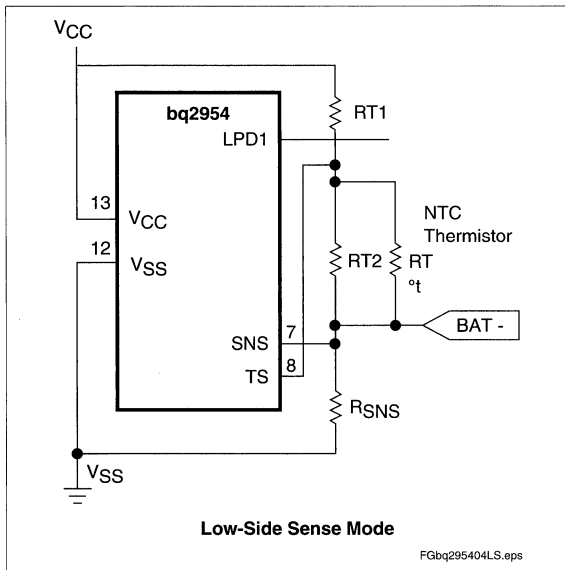 VCC
bq2954
RT1
LPD1
13
VCC
NTC
Thermistor
12
VSS
RT2
RT
ºt
SNS
7
BAT -
TS
8
RSNS
VSS
Low-Side Sense Mode
FGbq295404LS.eps